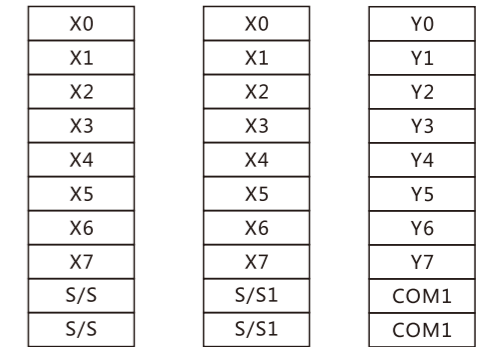 X0 X0 Y0
X1 X1 Y1
X2 X2 Y2
X3 X3 Y3
X4 X4 Y4
X5 X5 Y5
X6 X6 Y6
X7 X7 Y7
S/S S/S1 COM1
S/S S/S1 COM1